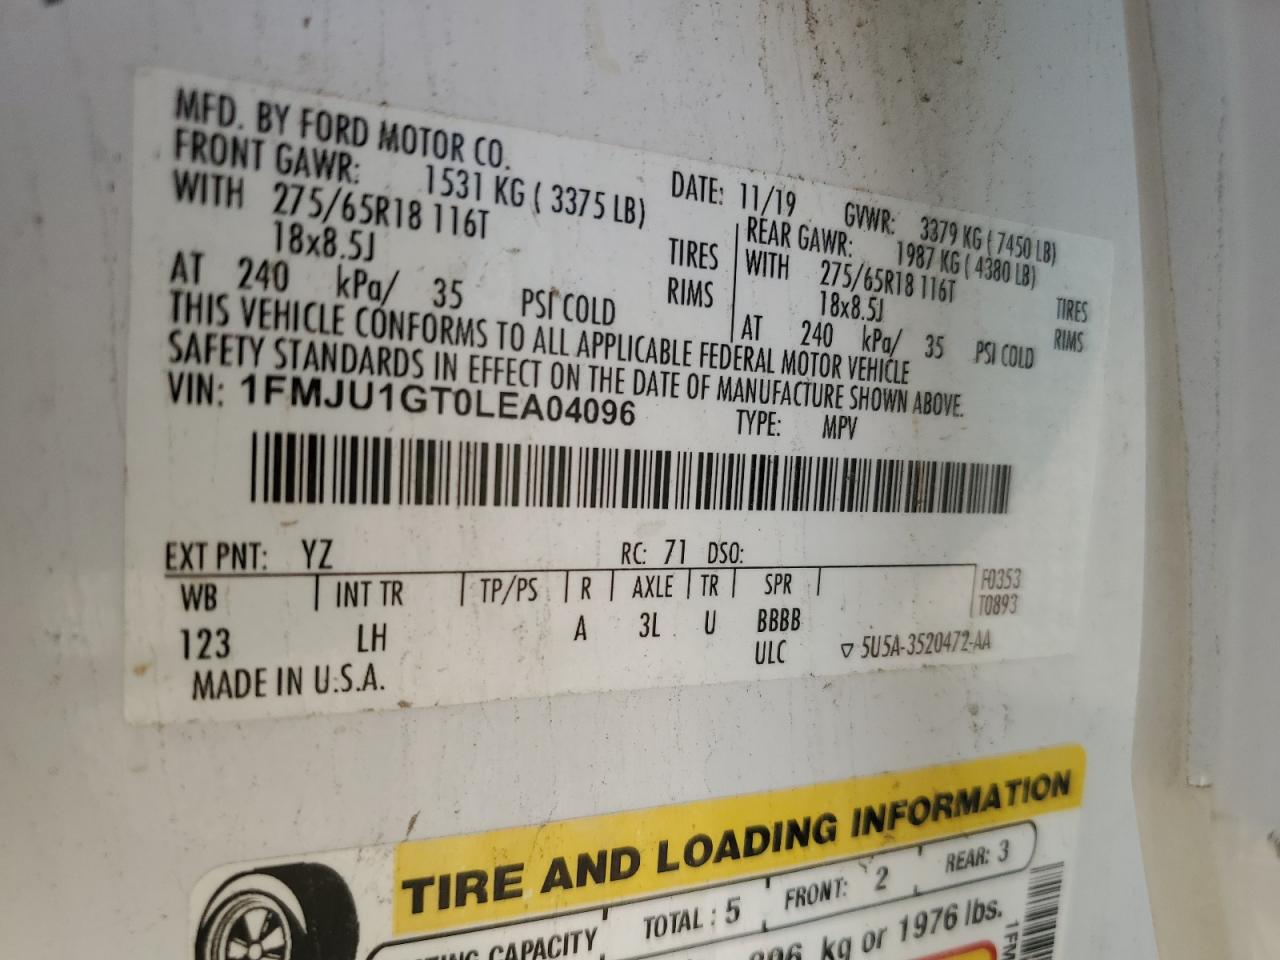 MFD. BY FORD MOTOR CO.
DATE: 11/19 GVWR: 3379 KG ( 7450 LB)
FRONT GAWR: 1531 KG ( 3375 LB) REAR GAWR: 1987 KG ( 4380 LB)
WITH 275/65R18 116T TIRES WITH 275/65R18 116T TIRES
18x8.5J RIMS 18x8.5J RIMS
AT 240 kPa/ 35 PSI COLD AT 240 kPa/ 35 PSI COLD
THIS VEHICLE CONFORMS TO ALL APPLICABLE FEDERAL MOTOR VEHICLE
SAFETY STANDARDS IN EFFECT ON THE DATE OF MANUFACTURE SHOWN ABOVE.
VIN: 1FMJU1GT0LEA04096 TYPE: MPV
EXT PNT: YZ RC: 71 DSO:
WB INT TR TP/PS R AXLE TR SPR F0353
T0893
123 LH A 3L U BBBB
ULC ▽ 5U5A-3520472-AA
MADE IN U.S.A.
TIRE AND LOADING INFORMATION
CAPACITY TOTAL : 5 FRONT: 2 REAR: 3
kg or 1976 lbs.